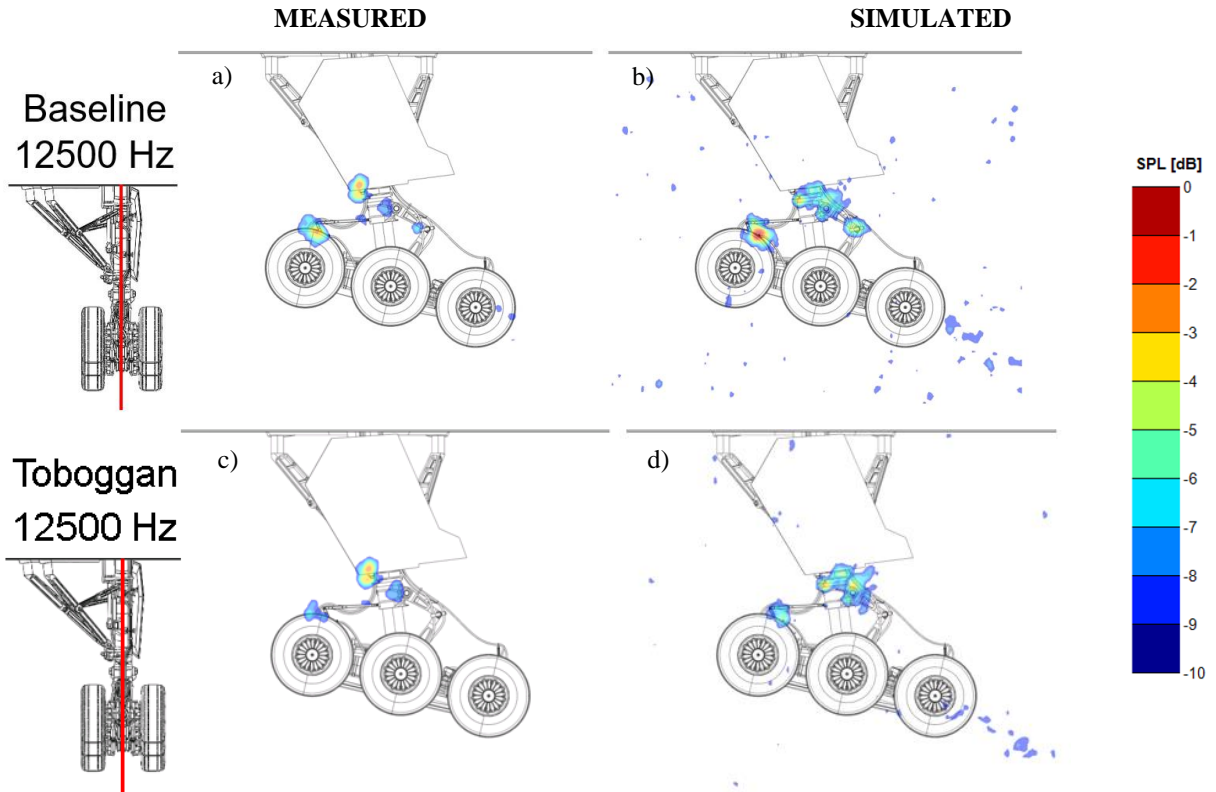 MEASURED
SIMULATED
a)
b)
Baseline
12500 Hz
SPL [dB]
0
-1
-2
-3
-4
-5
-6
-7
-8
-9
-10
c)
d)
Toboggan
12500 Hz